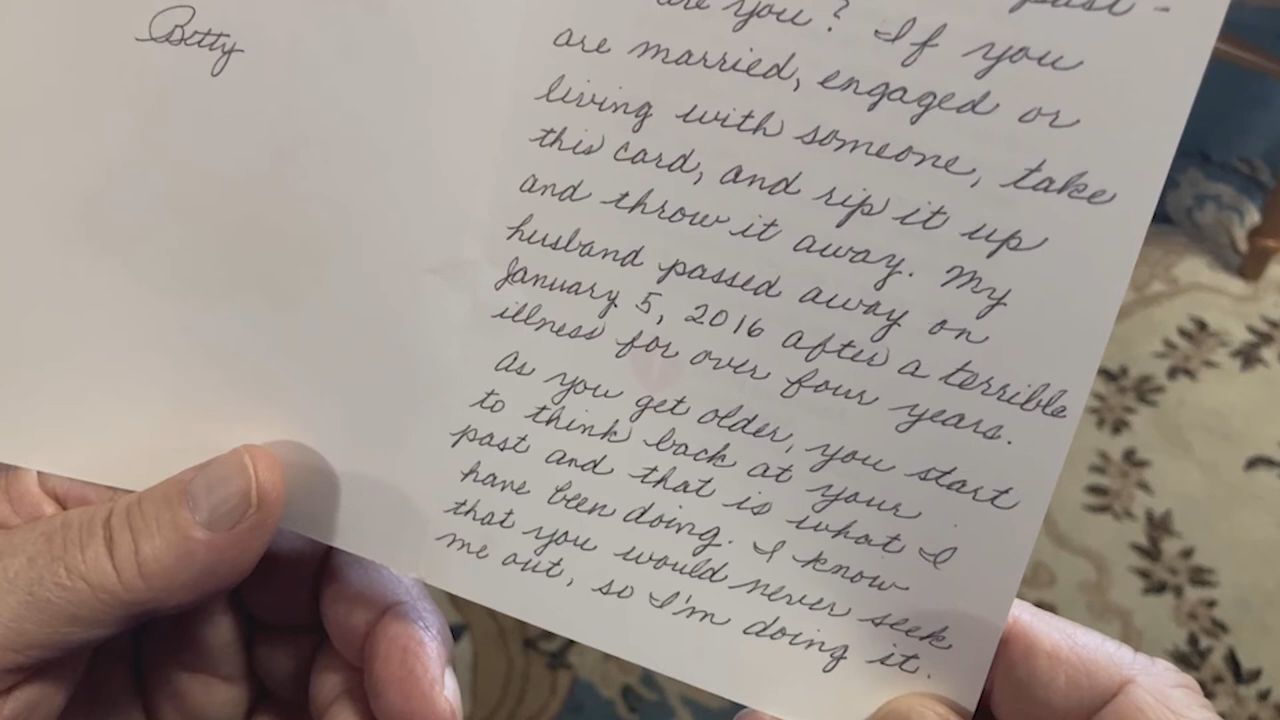 Betty
past -
are you? If you
are married, engaged or
living with someone, take
this card, and rip it up
and throw it away. My
husband passed away on
January 5, 2016 after a terrible
illness for over four years.
As you get older, you start
to think back at your
past and that is what I
have been doing. I know
that you would never seek
me out, so I'm doing it.